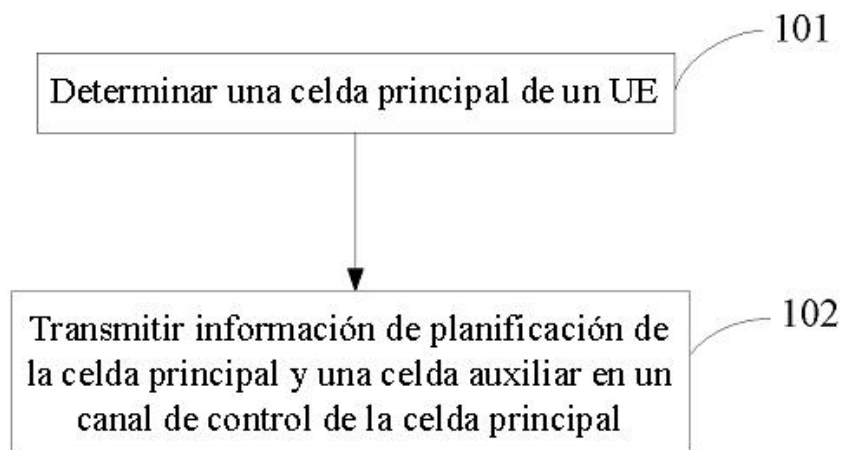 101
Determinar una celda principal de un UE
102
Transmitir información de planificación de
la celda principal y una celda auxiliar en un
canal de control de la celda principal